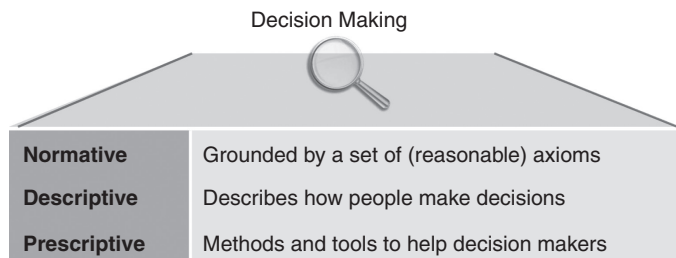 Decision Making
Normative Grounded by a set of (reasonable) axioms
Descriptive Describes how people make decisions
Prescriptive Methods and tools to help decision makers